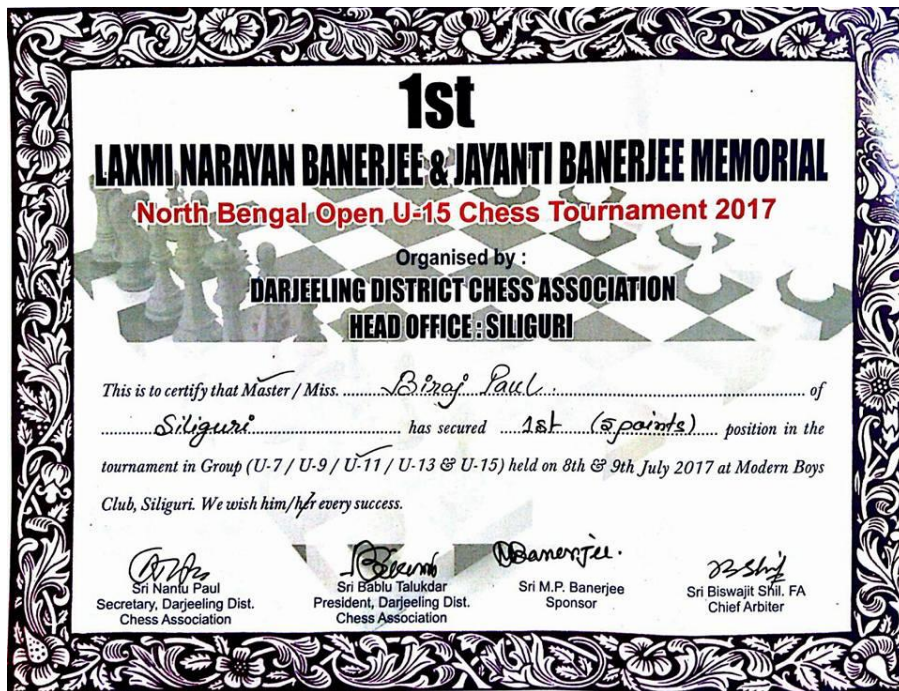 1st
LAXMI NARAYAN BANERJEE & JAYANTI BANERJEE MEMORIAL
North Bengal Open U-15 Chess Tournament 2017
Organised by :
DARJEELING DISTRICT CHESS ASSOCIATION
HEAD OFFICE : SILIGURI
This is to certify that Master / Miss. Biraj Paul. of
Siliguri has secured 1st (5 points) position in the
tournament in Group (U-7 / U-9 / U-11 / U-13 & U-15) held on 8th & 9th July 2017 at Modern Boys
Club, Siliguri. We wish him/her every success.
Banerjee.
Sri Nantu Paul
Secretary, Darjeeling Dist.
Chess Association
Sri Bablu Talukdar
President, Darjeeling Dist.
Chess Association
Sri M.P. Banerjee
Sponsor
Sri Biswajit Shil. FA
Chief Arbiter